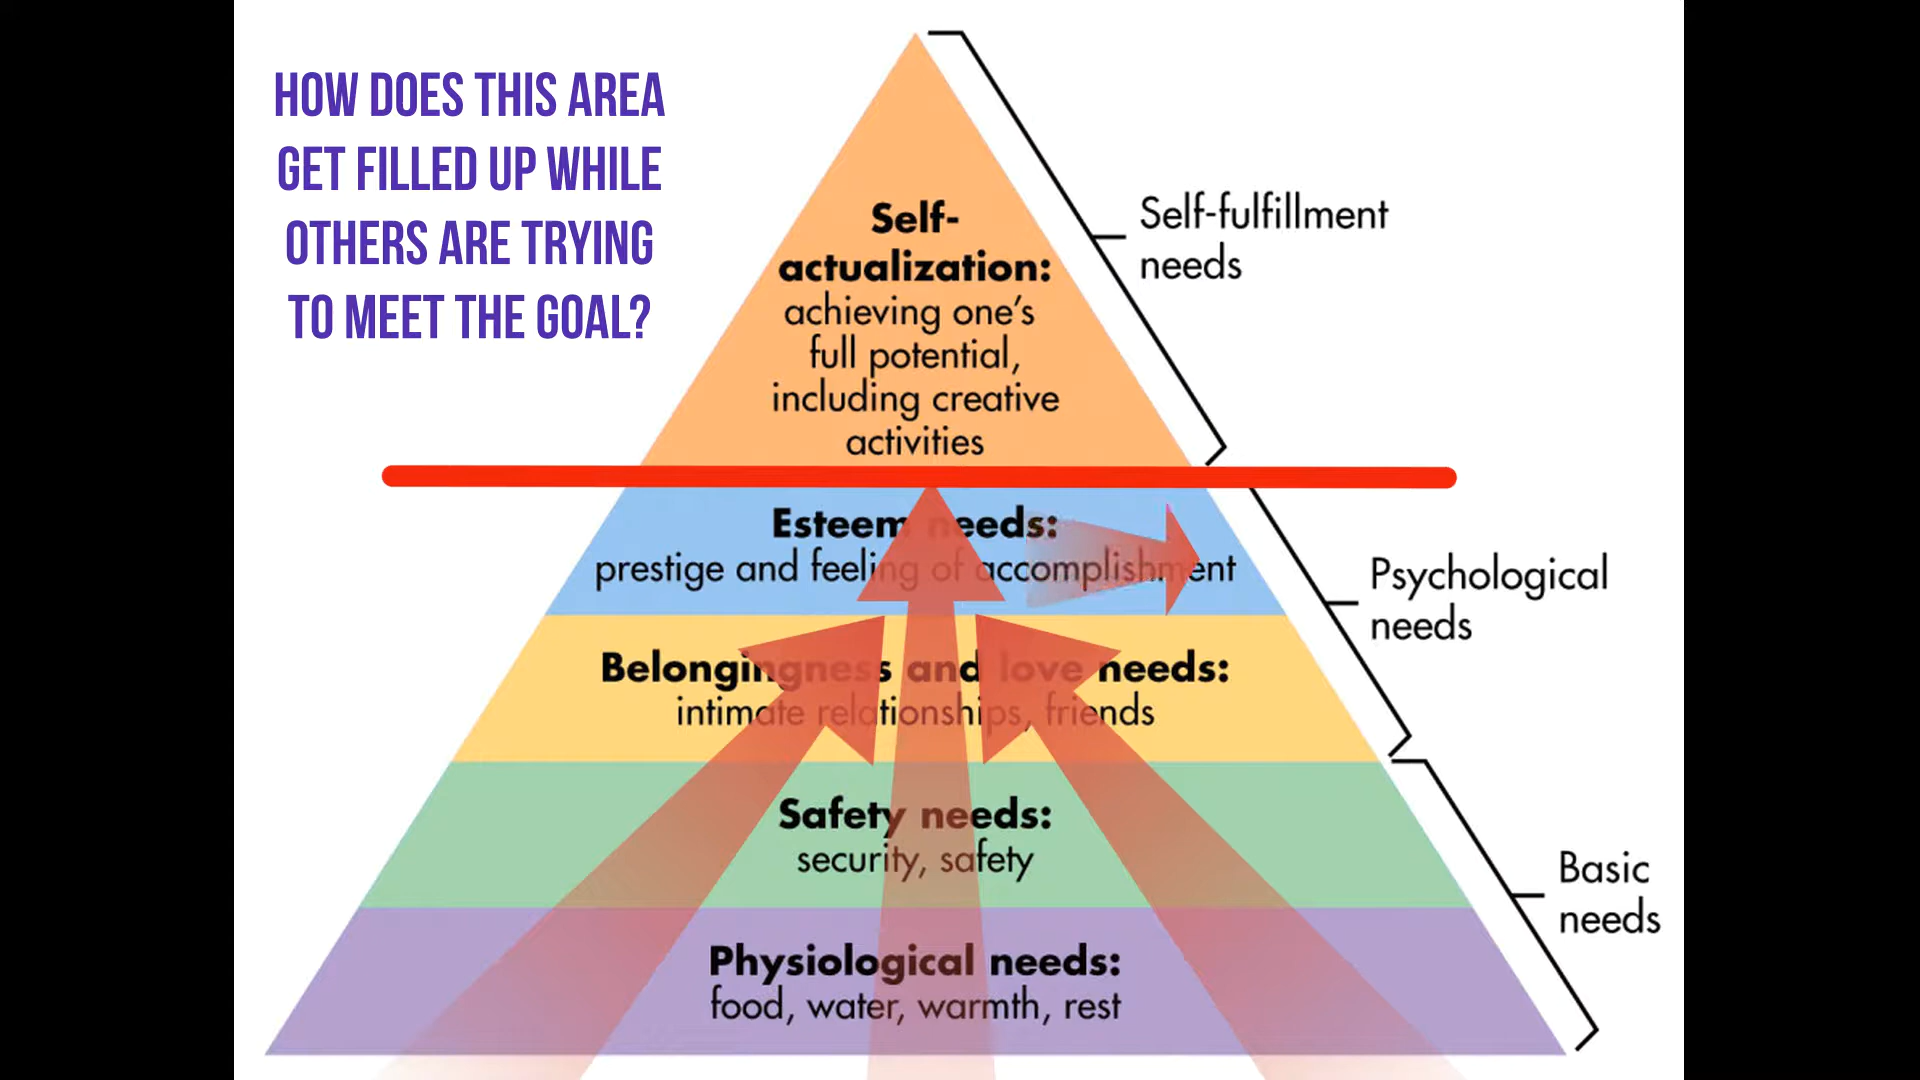 HOW DOES THIS AREA
GET FILLED UP WHILE
OTHERS ARE TRYING
TO MEET THE GOAL?
Self-
actualization:
achieving one's
full potential,
including creative
activities
Self-fulfillment
needs
Esteem needs:
prestige and feeling of accomplishment
Psychological
needs
Belongingness and love needs:
intimate relationships, friends
Safety needs:
security, safety
Basic
needs
Physiological needs:
food, water, warmth, rest